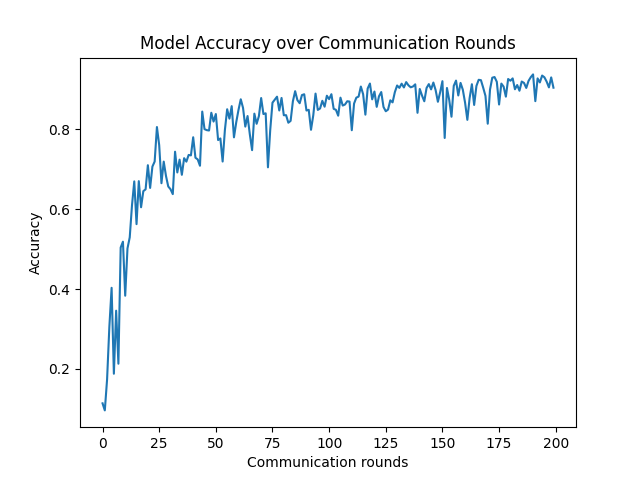 Model Accuracy over Communication Rounds
Accuracy
0.8
0.6
0.4
0.2
0 25 50 75 100 125 150 175 200
Communication rounds